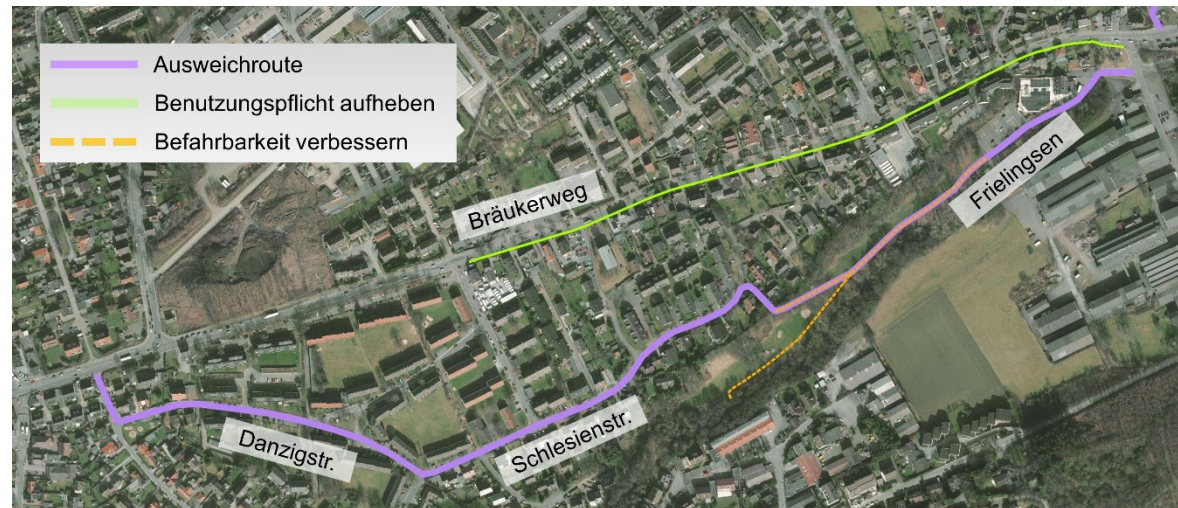 Ausweichroute
Benutzungspflicht aufheben
Befahrbarkeit verbessern
Bräukerweg
Frielingsen
Danzigstr.
Schlesienstr.